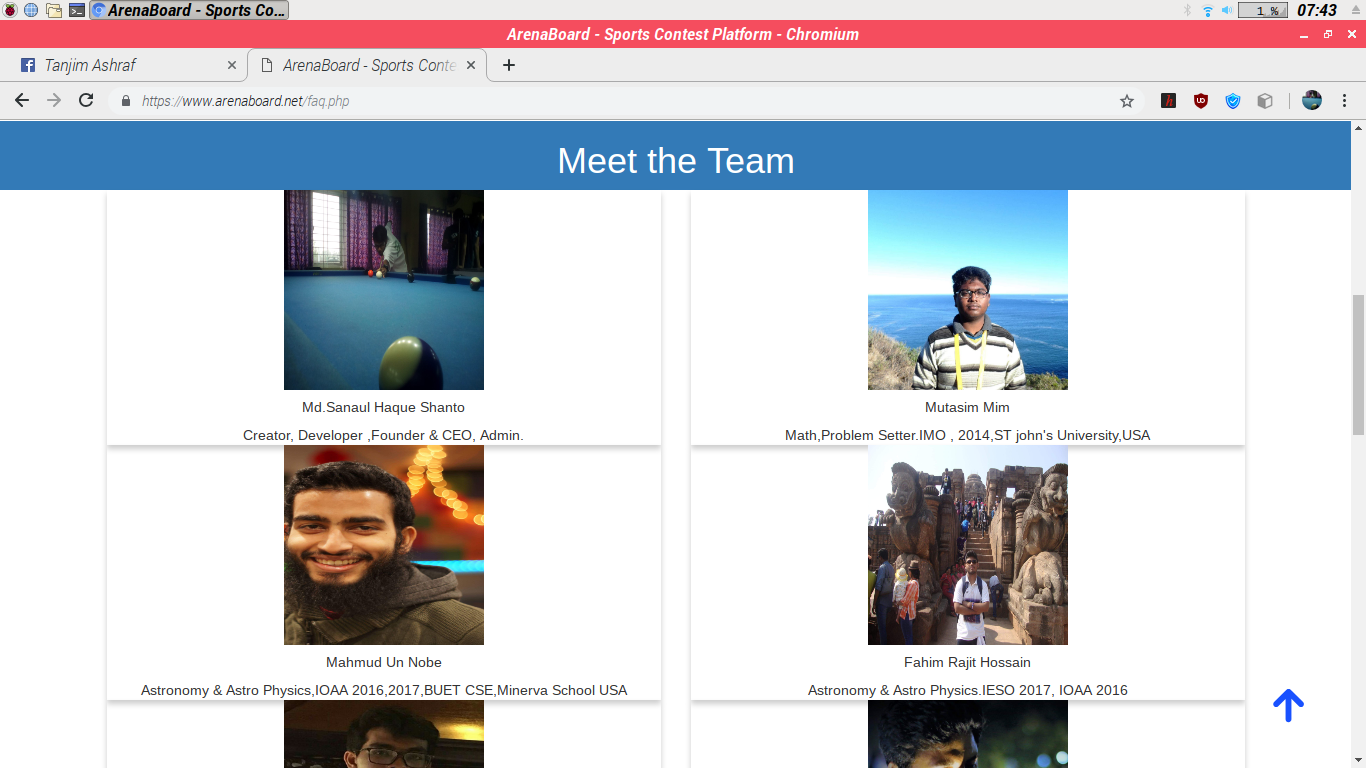 ArenaBoard - Sports Co...
1 %
07:43
ArenaBoard - Sports Contest Platform - Chromium
Tanjim Ashraf
ArenaBoard - Sports Conte
https://www.arenaboard.net/faq.php
Meet the Team
Md.Sanaul Haque Shanto
Creator, Developer ,Founder & CEO, Admin.
Mutasim Mim
Math,Problem Setter.IMO , 2014,ST john's University,USA
Mahmud Un Nobe
Astronomy & Astro Physics,IOAA 2016,2017,BUET CSE,Minerva School USA
Fahim Rajit Hossain
Astronomy & Astro Physics.IESO 2017, IOAA 2016